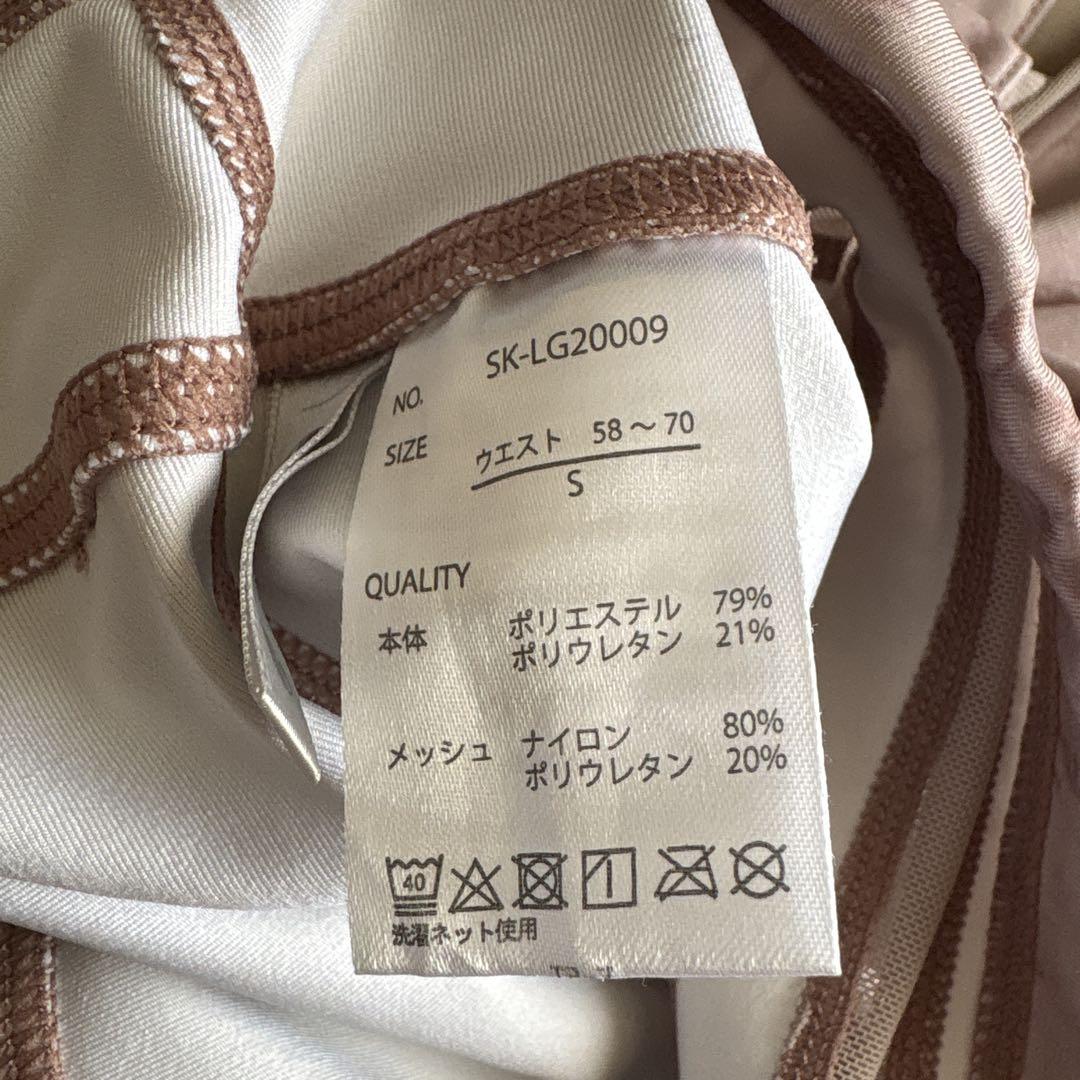 NO. SK-LG20009
SIZE ウエスト 58～70
S
QUALITY
本体 ポリエステル 79%
ポリウレタン 21%
メッシュ ナイロン 80%
ポリウレタン 20%
40
洗濯ネット使用